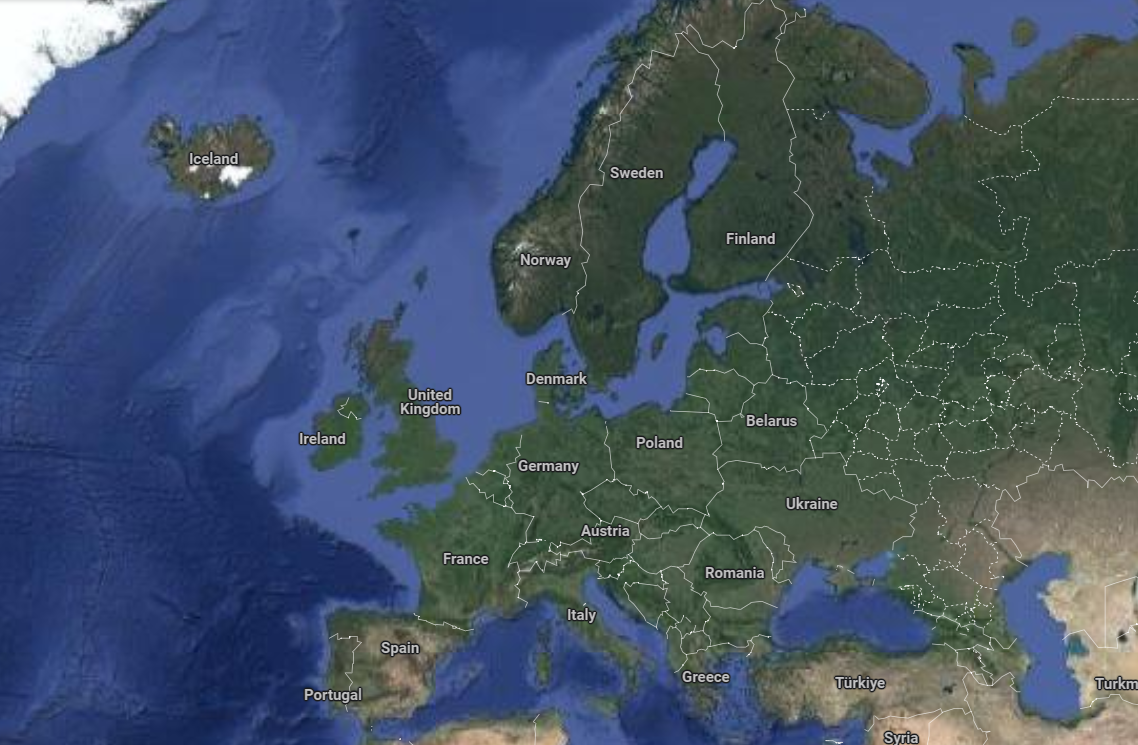 Iceland
Sweden
Finland
Norway
Denmark
United
Kingdom
Belarus
Ireland
Poland
Germany
Ukraine
Austria
France
Romania
Italy
Spain
Greece
Türkiye
Turkm
Portugal
Syria